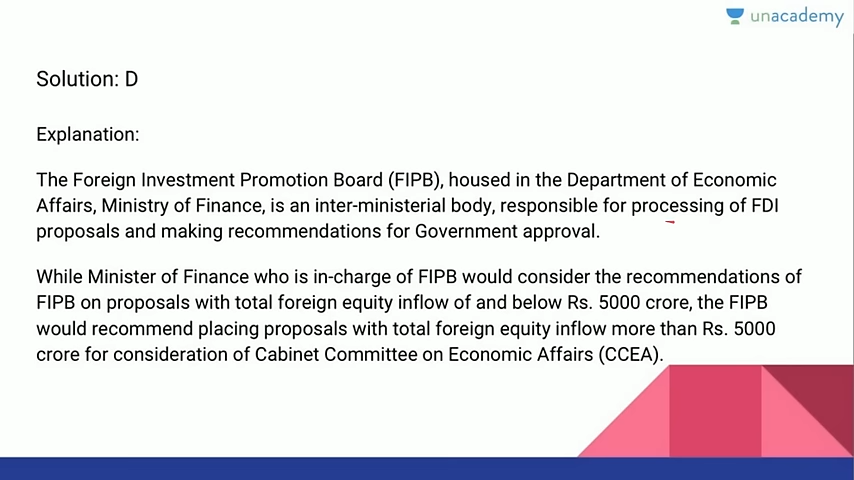 unacademy
Solution: D
Explanation:
The Foreign Investment Promotion Board (FIPB), housed in the Department of Economic
Affairs, Ministry of Finance, is an inter-ministerial body, responsible for processing of FDI
proposals and making recommendations for Government approval.
While Minister of Finance who is in-charge of FIPB would consider the recommendations of
FIPB on proposals with total foreign equity inflow of and below Rs. 5000 crore, the FIPB
would recommend placing proposals with total foreign equity inflow more than Rs. 5000
crore for consideration of Cabinet Committee on Economic Affairs (CCEA).